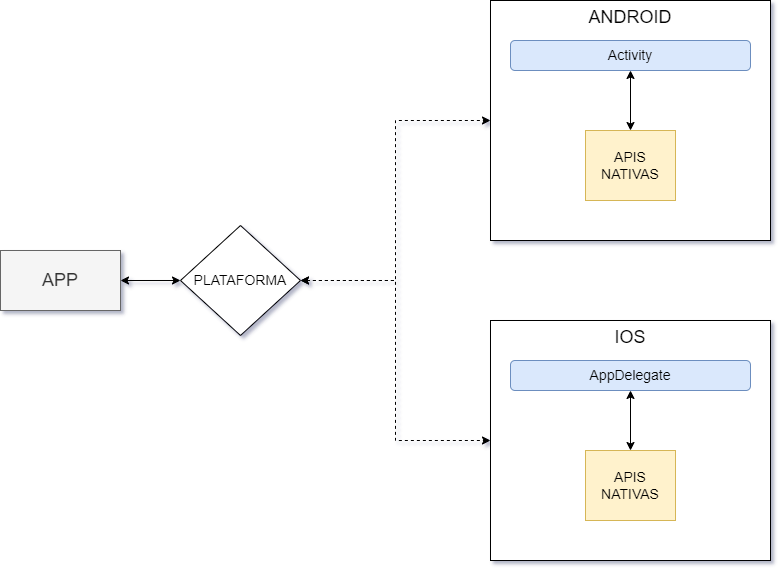 ANDROID
Activity
APIS
NATIVAS
APP
PLATAFORMA
IOS
AppDelegate
APIS
NATIVAS